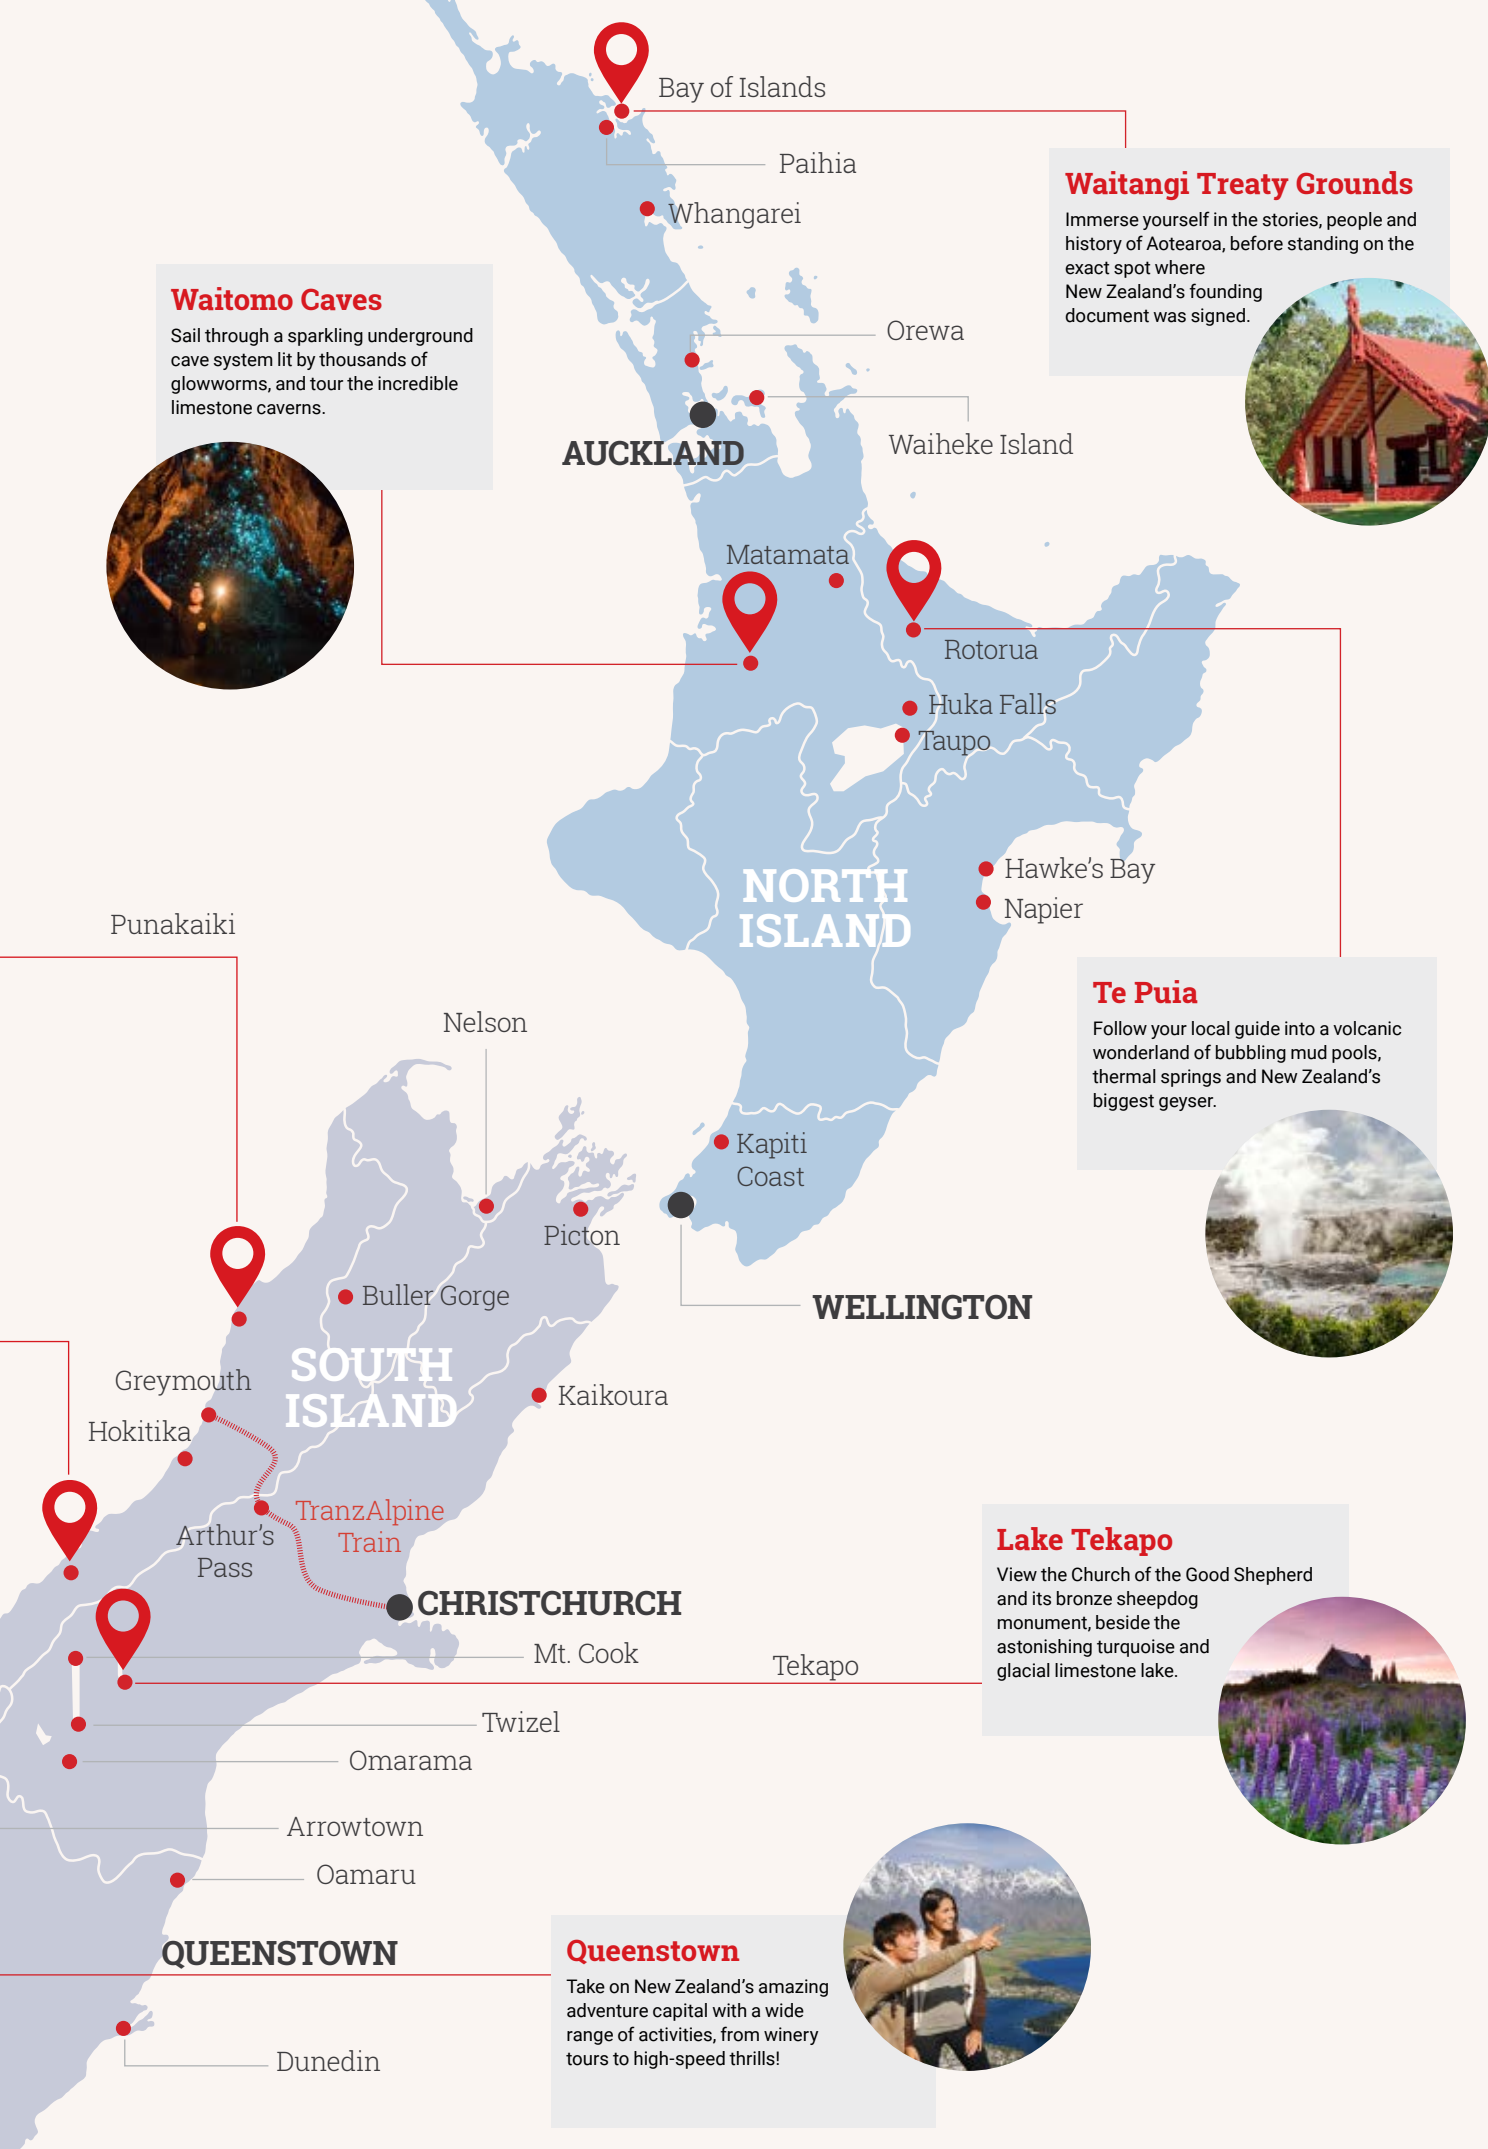 Bay of Islands
Paihia
Whangarei
Waitangi Treaty Grounds
Immerse yourself in the stories, people and
history of Aotearoa, before standing on the
exact spot where
New Zealand's founding
document was signed.
Waitomo Caves
Sail through a sparkling underground
cave system lit by thousands of
glowworms, and tour the incredible
limestone caverns.
Orewa
AUCKLAND
Waiheke Island
Matamata
Rotorua
Huka Falls
Taupo
NORTH
ISLAND
Hawke's Bay
Napier
Punakaiki
Te Puia
Follow your local guide into a volcanic
wonderland of bubbling mud pools,
thermal springs and New Zealand's
biggest geyser.
Nelson
Kapiti
Coast
Picton
Buller Gorge
WELLINGTON
SOUTH
ISLAND
Greymouth
Kaikoura
Hokitika
TranzAlpine
Train
Arthur's
Pass
CHRISTCHURCH
Lake Tekapo
View the Church of the Good Shepherd
and its bronze sheepdog
monument, beside the
astonishing turquoise and
glacial limestone lake.
Mt. Cook
Tekapo
Twizel
Omarama
Arrowtown
Oamaru
QUEENSTOWN
Queenstown
Take on New Zealand's amazing
adventure capital with a wide
range of activities, from winery
tours to high-speed thrills!
Dunedin